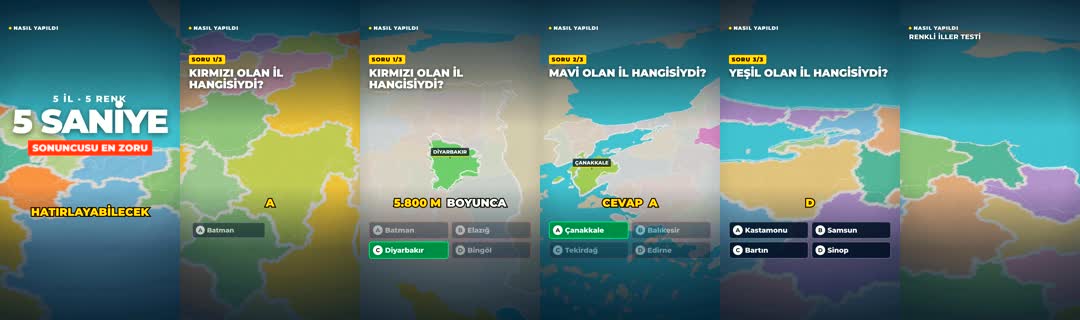 NASIL YAPILDI
5 İL · 5 RENK
5 SANİYE
SONUNCUSU EN ZORU
HATIRLAYABİLECEK
NASIL YAPILDI
SORU 1/3
KIRMIZI OLAN İL
HANGİSİYDİ?
A
A Batman
NASIL YAPILDI
SORU 1/3
KIRMIZI OLAN İL
HANGİSİYDİ?
DİYARBAKIR
5.800 M BOYUNCA
A Batman
B Elazığ
C Diyarbakır
D Bingöl
NASIL YAPILDI
SORU 2/3
MAVİ OLAN İL HANGİSİYDİ?
ÇANAKKALE
CEVAP A
A Çanakkale
B Balıkesir
C Tekirdağ
D Edirne
NASIL YAPILDI
SORU 3/3
YEŞİL OLAN İL HANGİSİYDİ?
D
A Kastamonu
B Samsun
C Bartın
D Sinop
NASIL YAPILDI
RENKLİ İLLER TESTİ